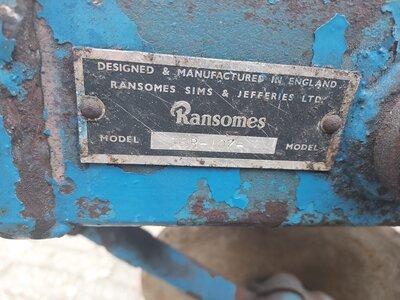 DESIGNED & MANUFACTURED IN ENGLAND
RANSOMES SIMS & JEFFERIES LTD.
Ransomes
MODEL MODEL